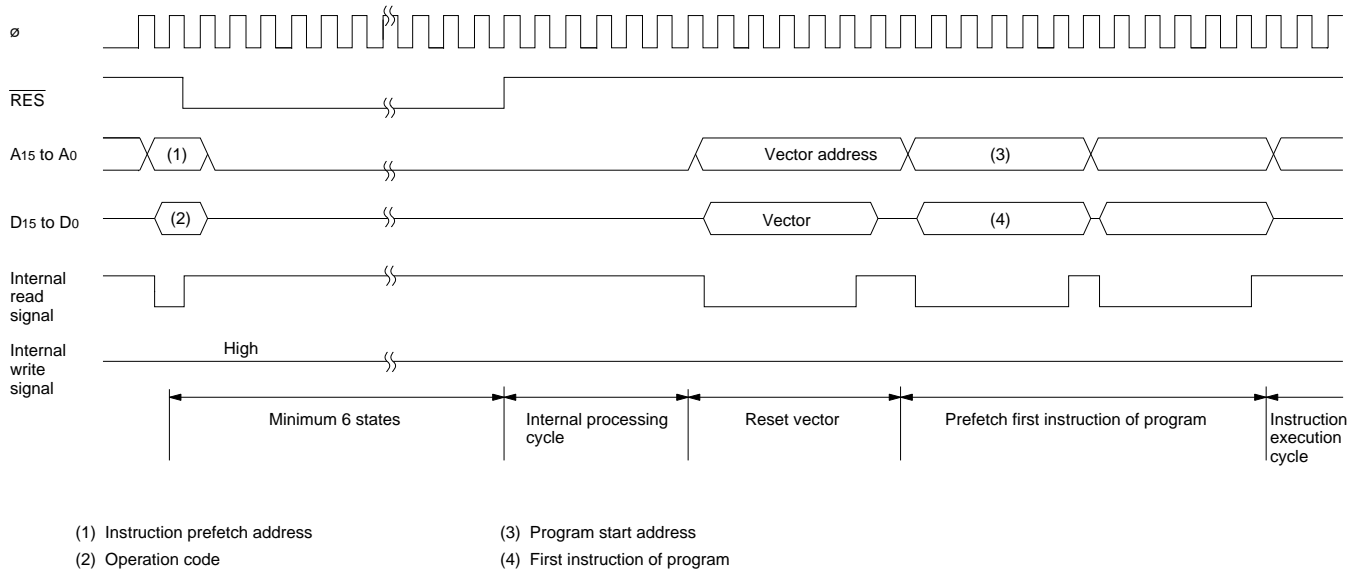 ø
RES
A15 to A0
(1)
Vector address
(3)
D15 to D0
(2)
Vector
(4)
Internal
read
signal
Internal
write
signal
High
Minimum 6 states
Internal processing
cycle
Reset vector
Prefetch first instruction of program
Instruction
execution
cycle
(1) Instruction prefetch address
(2) Operation code
(3) Program start address
(4) First instruction of program